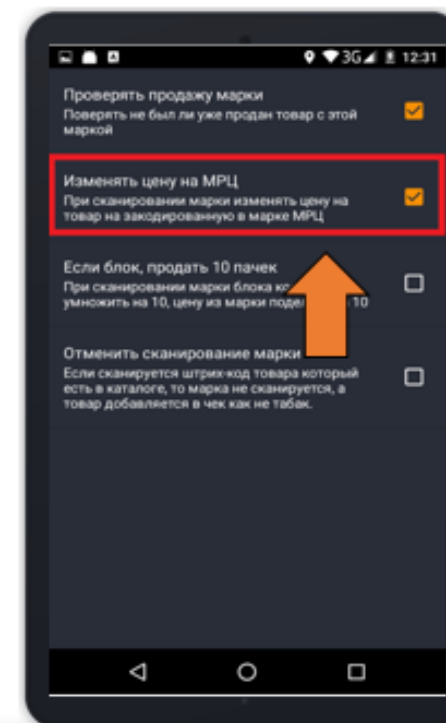 3G 12:31
Проверять продажу марки
Поверять не был ли уже продан товар с этой
маркой
Изменять цену на МРЦ
При сканировании марки изменять цену на
товар на закодированную в марке МРЦ
Если блок, продать 10 пачек
При сканировании марки блока
умножить на 10, цену из марки 10
Отменить сканирование марки
Если сканируется штрих-код товара который
есть в каталоге, то марка не сканируется, а
товар добавляется в чек как не табак.